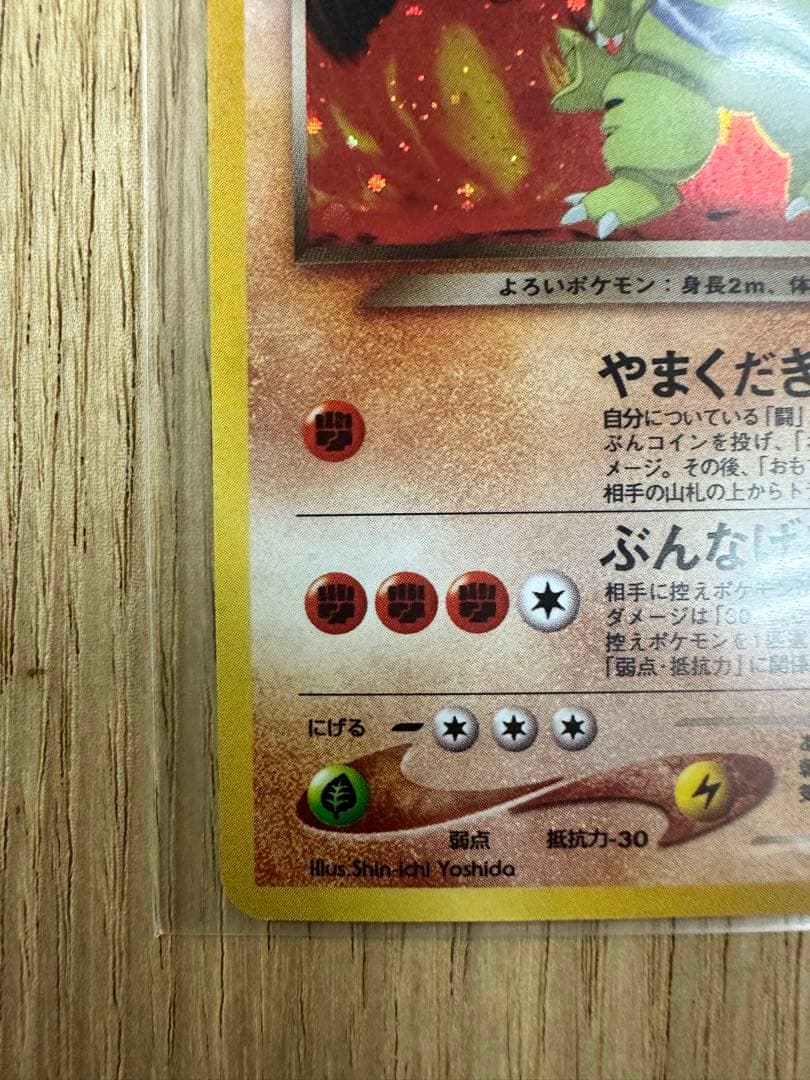 よろいポケモン：身長2m、体
やまくだき
自分についている「闘」
ぶんコインを投げ、「
メージ。その後、「おも
相手の山札の上からト
ぶんなげ
相手に控えポケモン
ダメージは「30
控えポケモンを1匹選
「弱点・抵抗力」に関係
にげる
弱点 抵抗力-30
Illus.Shin-ichi Yoshida